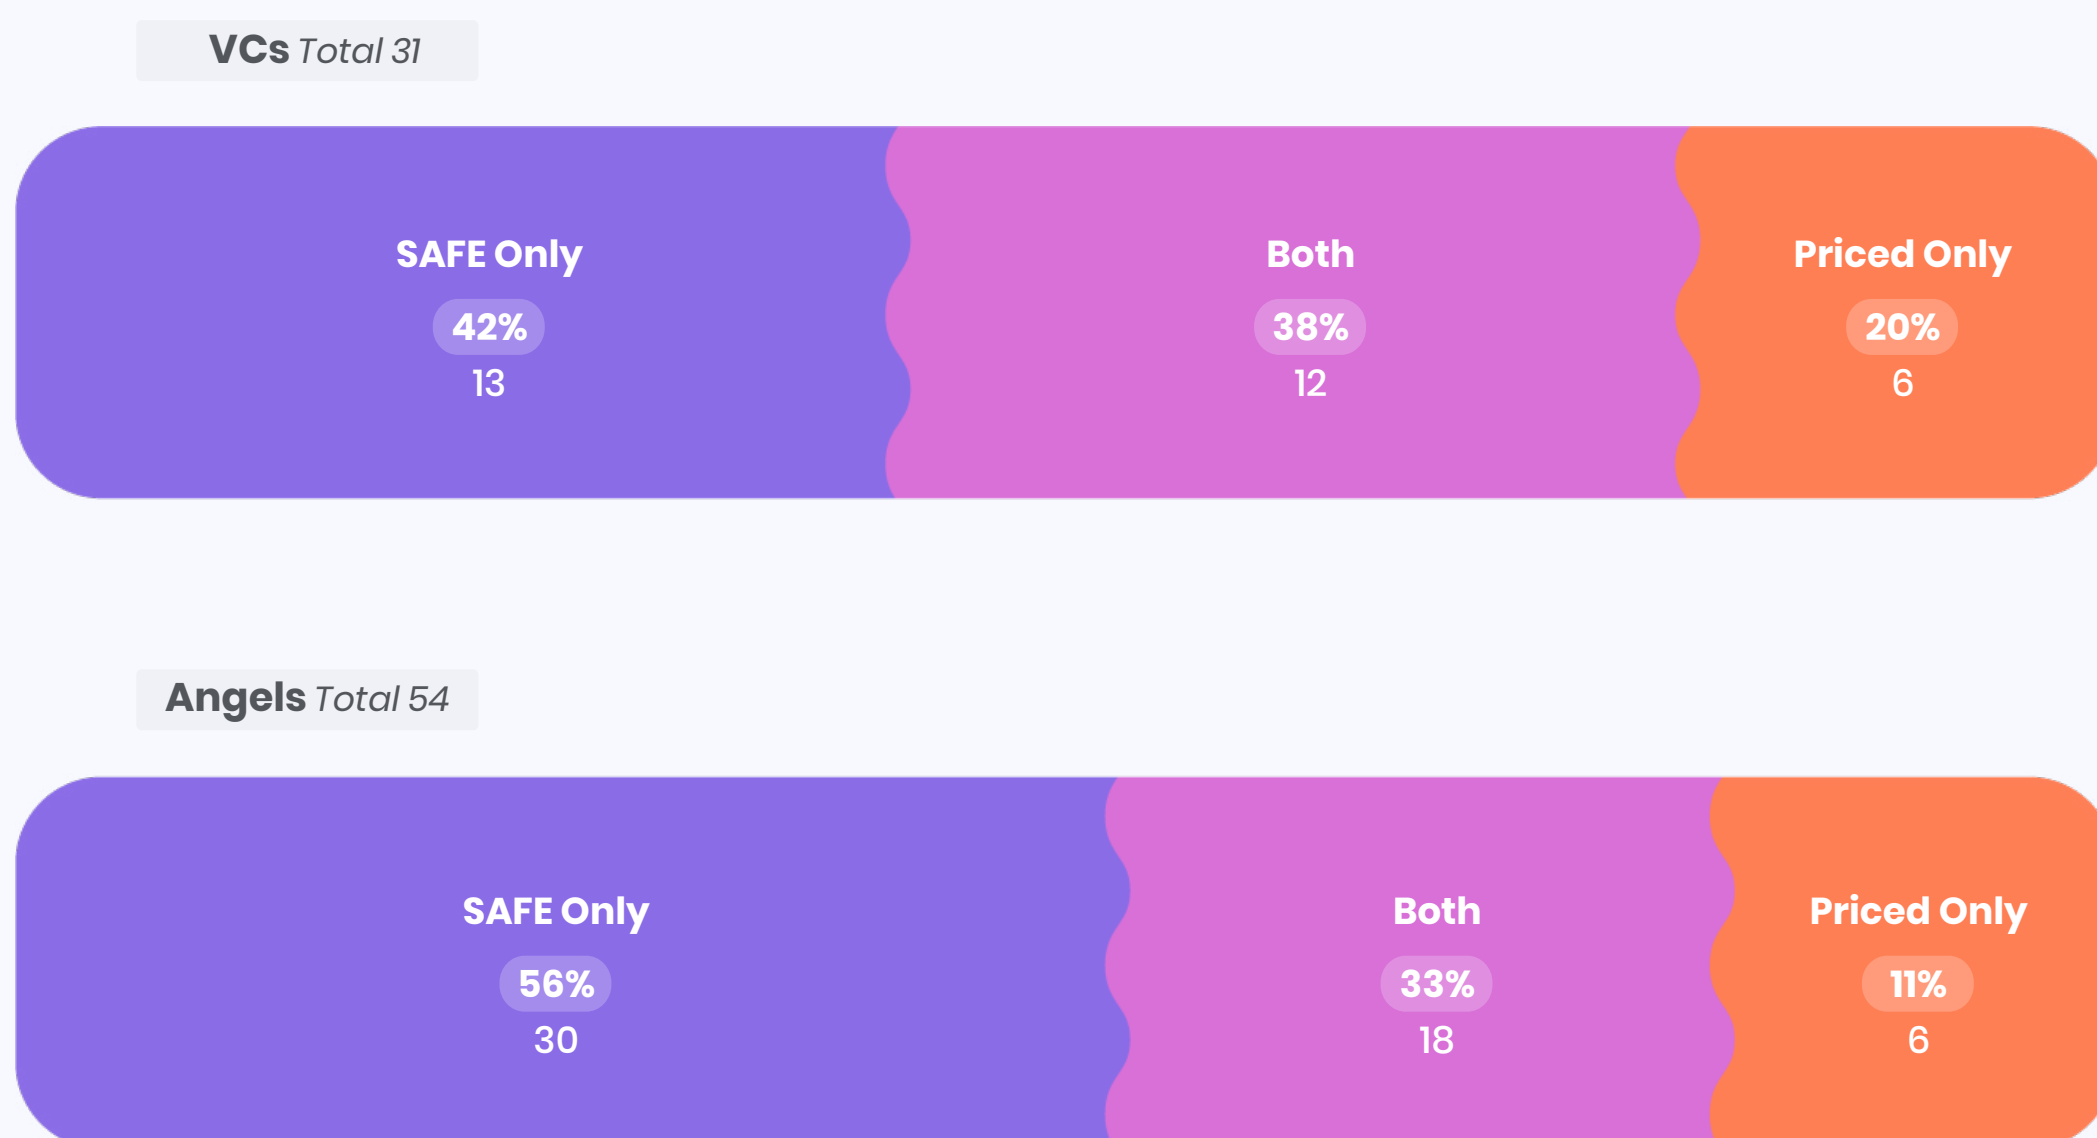 VCs Total 31
SAFE Only
42%
13
Both
38%
12
Priced Only
20%
6
Angels Total 54
SAFE Only
56%
30
Both
33%
18
Priced Only
11%
6